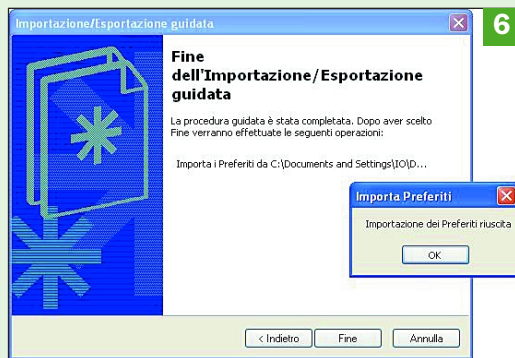 Importazione/Esportazione guidata
6
Fine
dell'Importazione/Esportazione
guidata
La procedura guidata è stata completata. Dopo aver scelto
Fine verranno effettuate le seguenti operazioni:
Importa i Preferiti da C:\Documents and Settings\IO\D...
Importa Preferiti
Importazione dei Preferiti riuscita
OK
< Indietro
Fine
Annulla